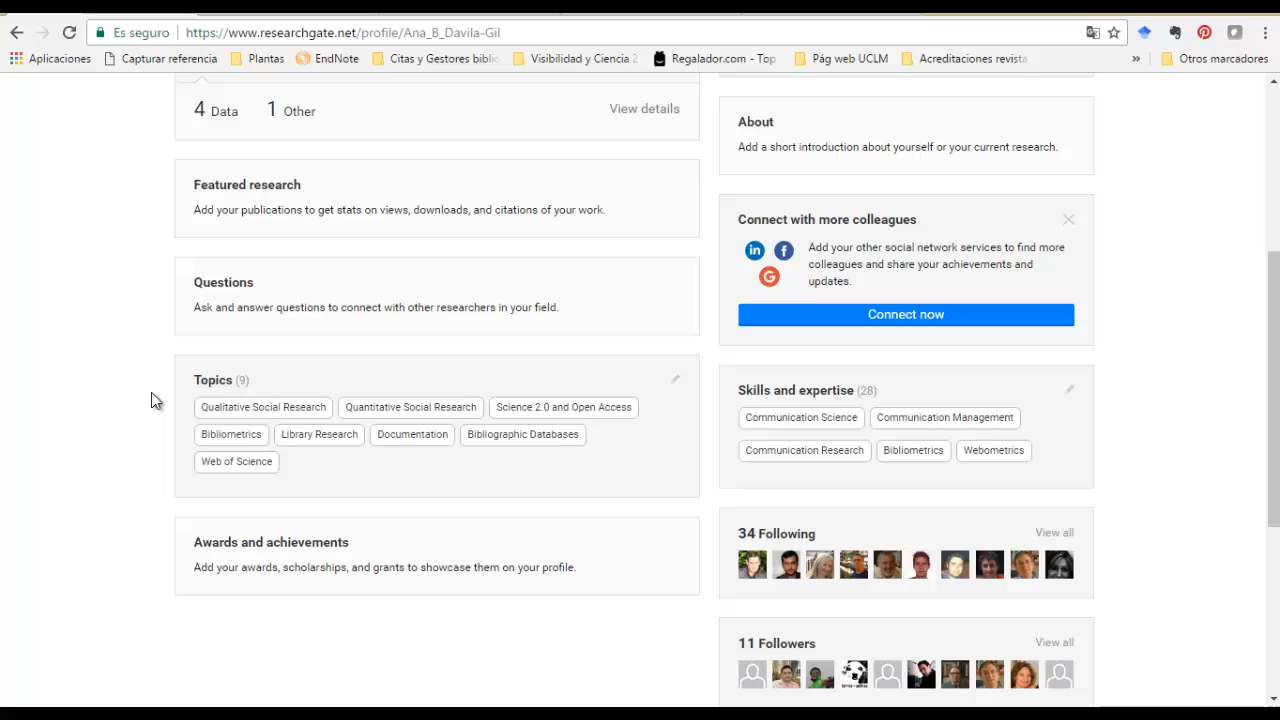 Es seguro https://www.researchgate.net/profile/Ana_B_Davila-Gil
Aplicaciones Capturar referencia Plantas EndNote Citas y Gestores biblio Visibilidad y Ciencia 2 Regalador.com - Top Pág web UCLM Acreditaciones revista » Otros marcadores
4 Data 1 Other View details
Featured research
Add your publications to get stats on views, downloads, and citations of your work.
Questions
Ask and answer questions to connect with other researchers in your field.
Topics (9)
Qualitative Social Research Quantitative Social Research Science 2.0 and Open Access
Bibliometrics Library Research Documentation Bibliographic Databases
Web of Science
Awards and achievements
Add your awards, scholarships, and grants to showcase them on your profile.
About
Add a short introduction about yourself or your current research.
Connect with more colleagues
in f G
Add your other social network services to find more
colleagues and share your achievements and
updates.
Connect now
Skills and expertise (28)
Communication Science Communication Management
Communication Research Bibliometrics Webometrics
34 Following View all
11 Followers View all